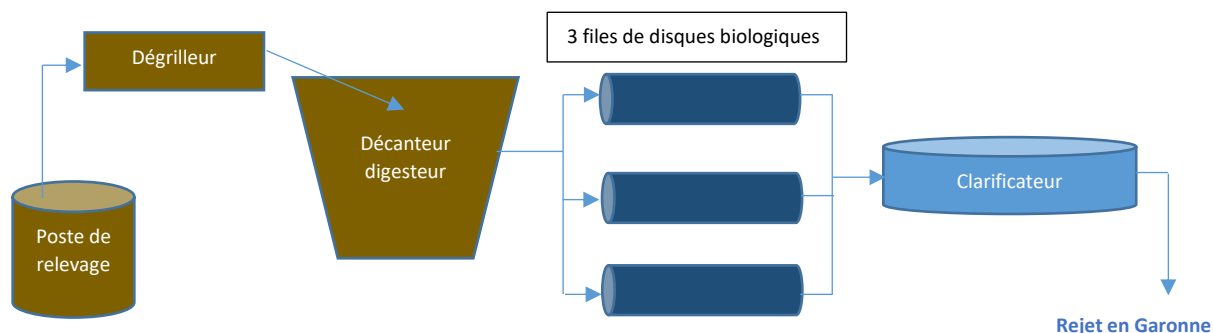 3 files de disques biologiques
Dégrilleur
Décanteur
digesteur
Poste de
relevage
Clarificateur
Rejet en Garonne